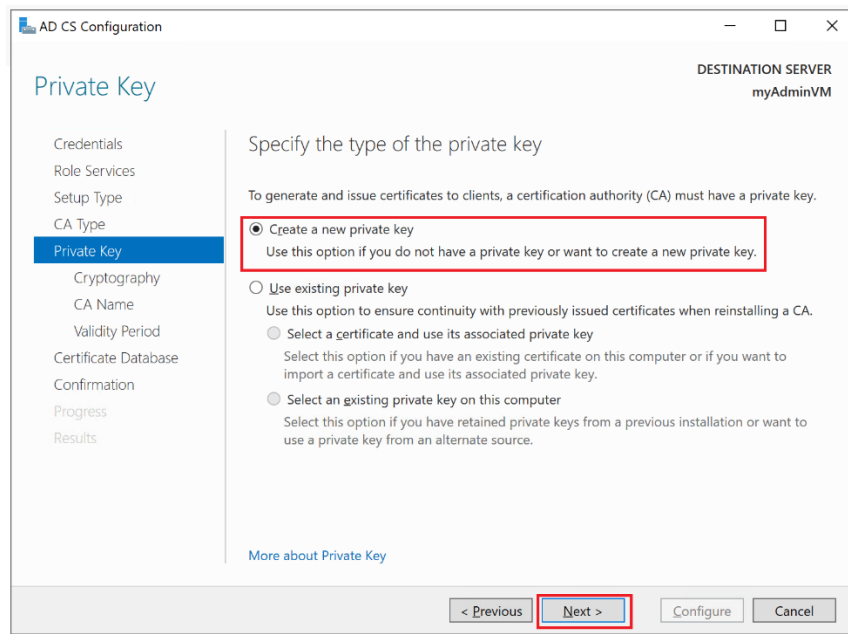 AD CS Configuration
DESTINATION SERVER
myAdminVM
Private Key
Credentials
Role Services
Setup Type
CA Type
Private Key
Cryptography
CA Name
Validity Period
Certificate Database
Confirmation
Progress
Results
Specify the type of the private key
To generate and issue certificates to clients, a certification authority (CA) must have a private key.
Create a new private key
Use this option if you do not have a private key or want to create a new private key.
Use existing private key
Use this option to ensure continuity with previously issued certificates when reinstalling a CA.
Select a certificate and use its associated private key
Select this option if you have an existing certificate on this computer or if you want to
import a certificate and use its associated private key.
Select an existing private key on this computer
Select this option if you have retained private keys from a previous installation or want to
use a private key from an alternate source.
More about Private Key
< Previous
Next >
Configure
Cancel